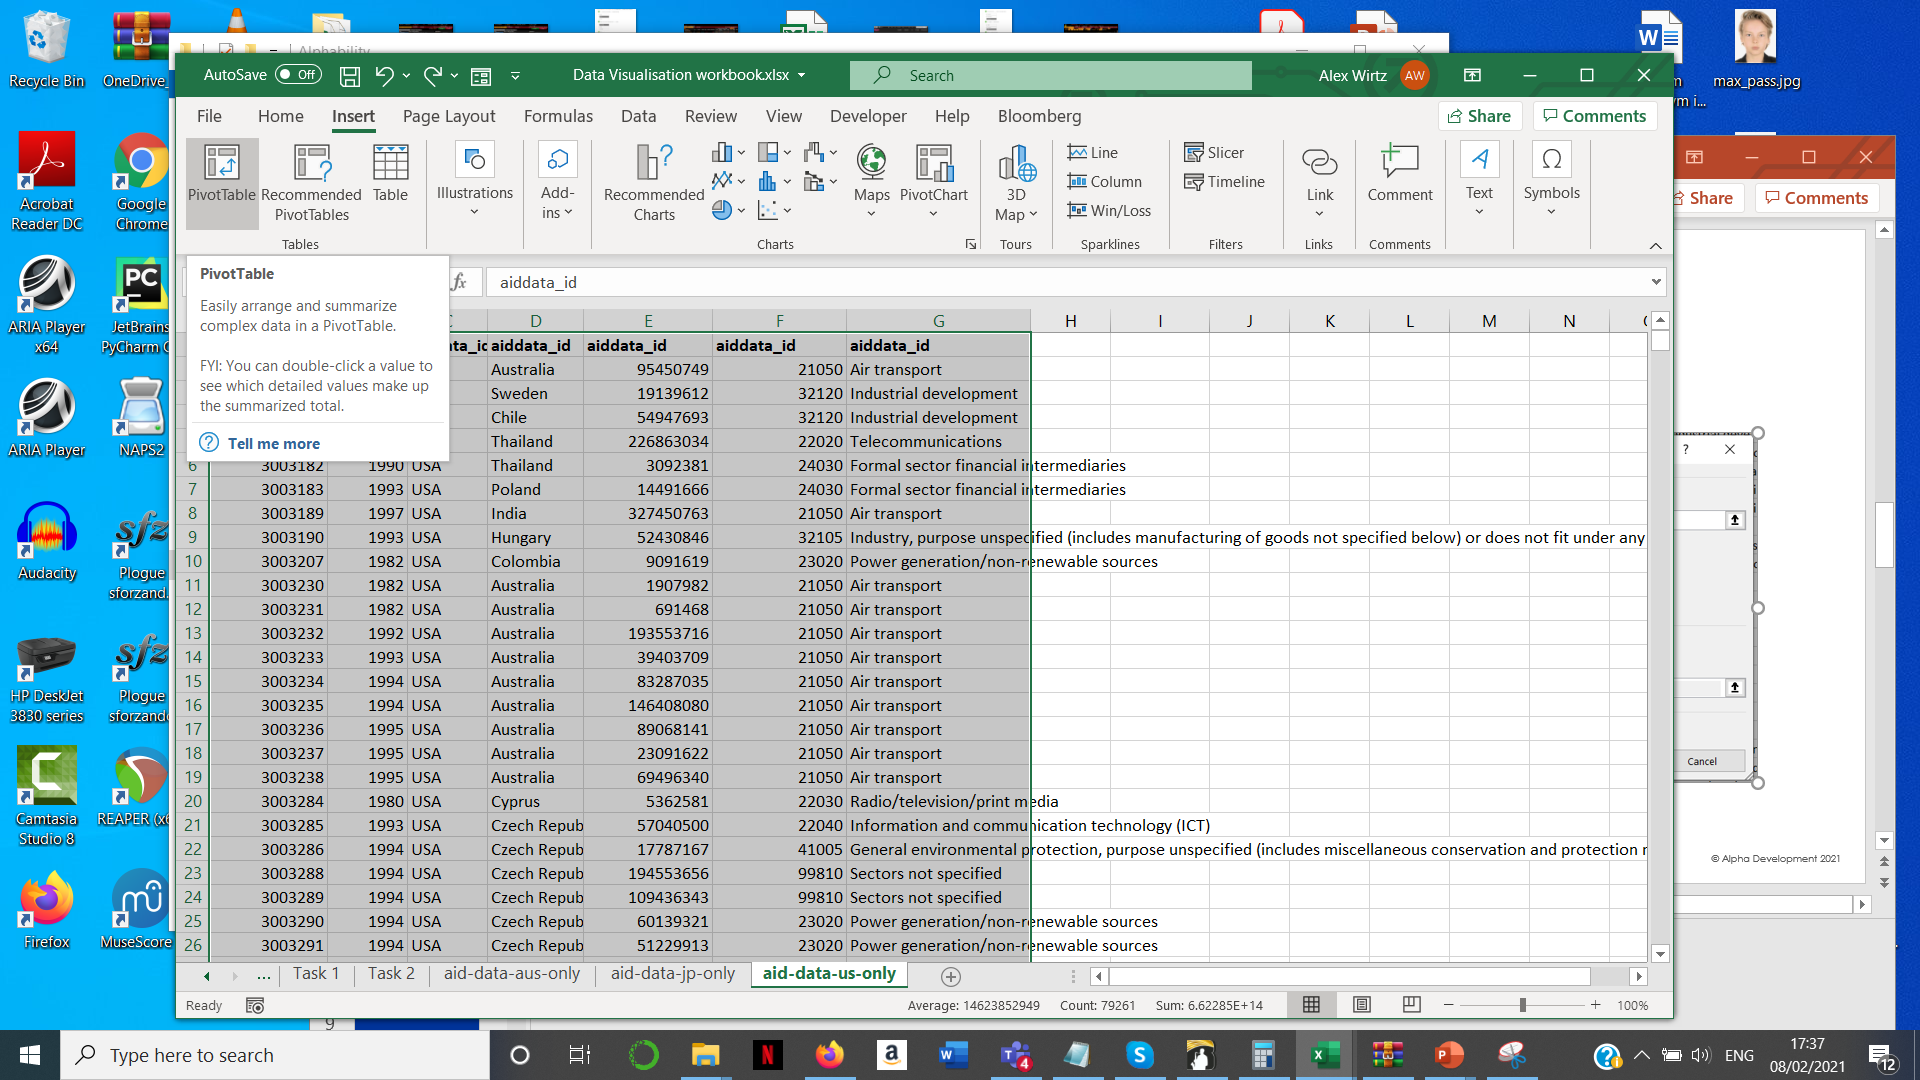 Recycle Bin
OneDrive_
Alphability
max_pass.jpg
AutoSave Off
Data Visualisation workbook.xlsx
Search
Alex Wirtz AW
File Home Insert Page Layout Formulas Data Review View Developer Help Bloomberg
Share Comments
PivotTable
Recommended PivotTables
Table
Illustrations
Add-ins
Recommended Charts
Maps
PivotChart
3D Map
Line
Column
Win/Loss
Slicer
Timeline
Link
Comment
Text
Symbols
Tables Charts Tours Sparklines Filters Links Comments
Share Comments
PivotTable
Easily arrange and summarize
complex data in a PivotTable.
FYI: You can double-click a value to
see which detailed values make up
the summarized total.
Tell me more
fx aiddata_id
D E F G H I J K L M N
aiddata_id aiddata_id aiddata_id aiddata_id
Australia 95450749 21050 Air transport
Sweden 19139612 32120 Industrial development
Chile 54947693 32120 Industrial development
Thailand 226863034 22020 Telecommunications
6 3003182 1990 USA Thailand 3092381 24030 Formal sector financial intermediaries
7 3003183 1993 USA Poland 14491666 24030 Formal sector financial intermediaries
8 3003189 1997 USA India 327450763 21050 Air transport
9 3003190 1993 USA Hungary 52430846 32105 Industry, purpose unspecified (includes manufacturing of goods not specified below) or does not fit under any
10 3003207 1982 USA Colombia 9091619 23020 Power generation/non-renewable sources
11 3003230 1982 USA Australia 1907982 21050 Air transport
12 3003231 1982 USA Australia 691468 21050 Air transport
13 3003232 1992 USA Australia 193553716 21050 Air transport
14 3003233 1993 USA Australia 39403709 21050 Air transport
15 3003234 1994 USA Australia 83287035 21050 Air transport
16 3003235 1994 USA Australia 146408080 21050 Air transport
17 3003236 1995 USA Australia 89068141 21050 Air transport
18 3003237 1995 USA Australia 23091622 21050 Air transport
19 3003238 1995 USA Australia 69496340 21050 Air transport
20 3003284 1980 USA Cyprus 5362581 22030 Radio/television/print media
21 3003285 1993 USA Czech Repub 57040500 22040 Information and communication technology (ICT)
22 3003286 1994 USA Czech Repub 17787167 41005 General environmental protection, purpose unspecified (includes miscellaneous conservation and protection
23 3003288 1994 USA Czech Repub 194553656 99810 Sectors not specified
24 3003289 1994 USA Czech Repub 109436343 99810 Sectors not specified
25 3003290 1994 USA Czech Repub 60139321 23020 Power generation/non-renewable sources
26 3003291 1994 USA Czech Repub 51229913 23020 Power generation/non-renewable sources
... Task 1 Task 2 aid-data-aus-only aid-data-jp-only aid-data-us-only
Ready
Average: 14623852949 Count: 79261 Sum: 6.62285E+14
100%
Acrobat
Reader DC
Google
Chrome
ARIA Player
x64
JetBrains
PyCharm
ARIA Player
NAPS2
Audacity
Plogue
sforzand
HP DeskJet
3830 series
Plogue
sforzand
Camtasia
Studio 8
REAPER (x6
Firefox
MuseScore
Cancel
© Alpha Development 2021
9
Type here to search
ENG
17:37
08/02/2021
12